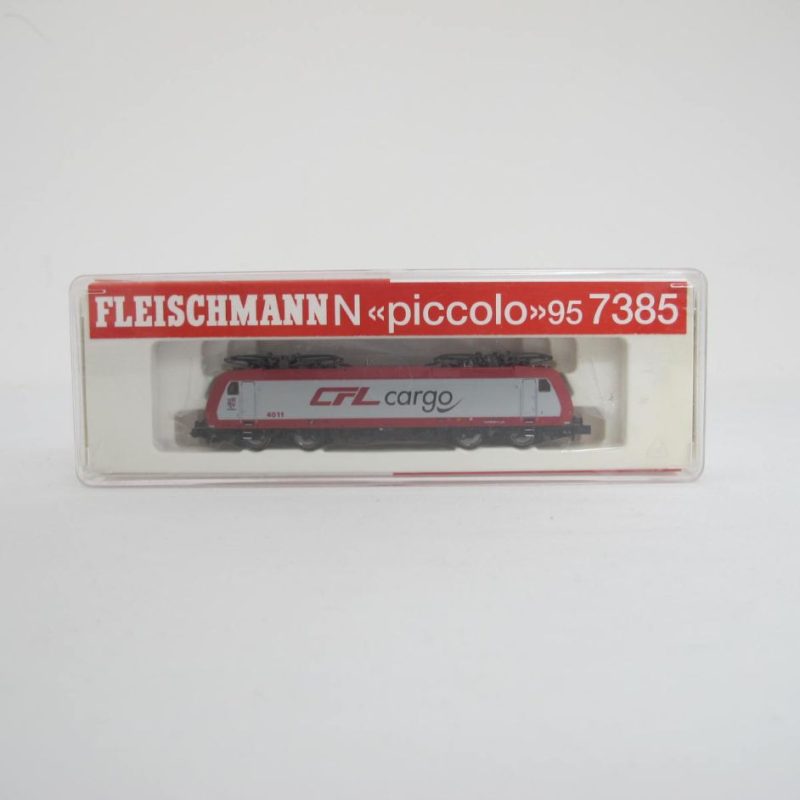 FLEISCHMANN N «piccolo» 95 7385
CFL cargo
4011